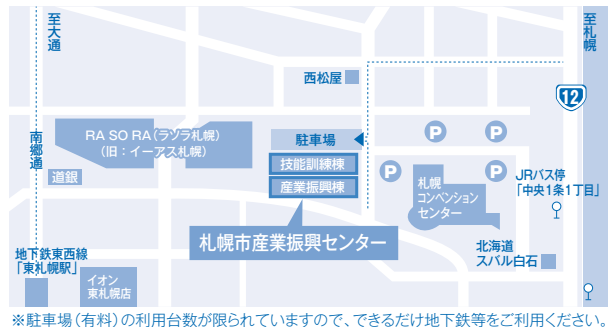 至大通
至札幌
西松屋
12
南郷通
RA SO RA（ラソラ札幌）
（旧：イーアス札幌）
駐車場
P
P
技能訓練棟
道銀
産業振興棟
P
P
札幌
コンベンション
センター
JRバス停
「中央1条1丁目」
札幌市産業振興センター
地下鉄東西線
「東札幌駅」
イオン
東札幌店
北海道
スバル白石
※駐車場（有料）の利用台数が限られていますので、できるだけ地下鉄等をご利用ください。